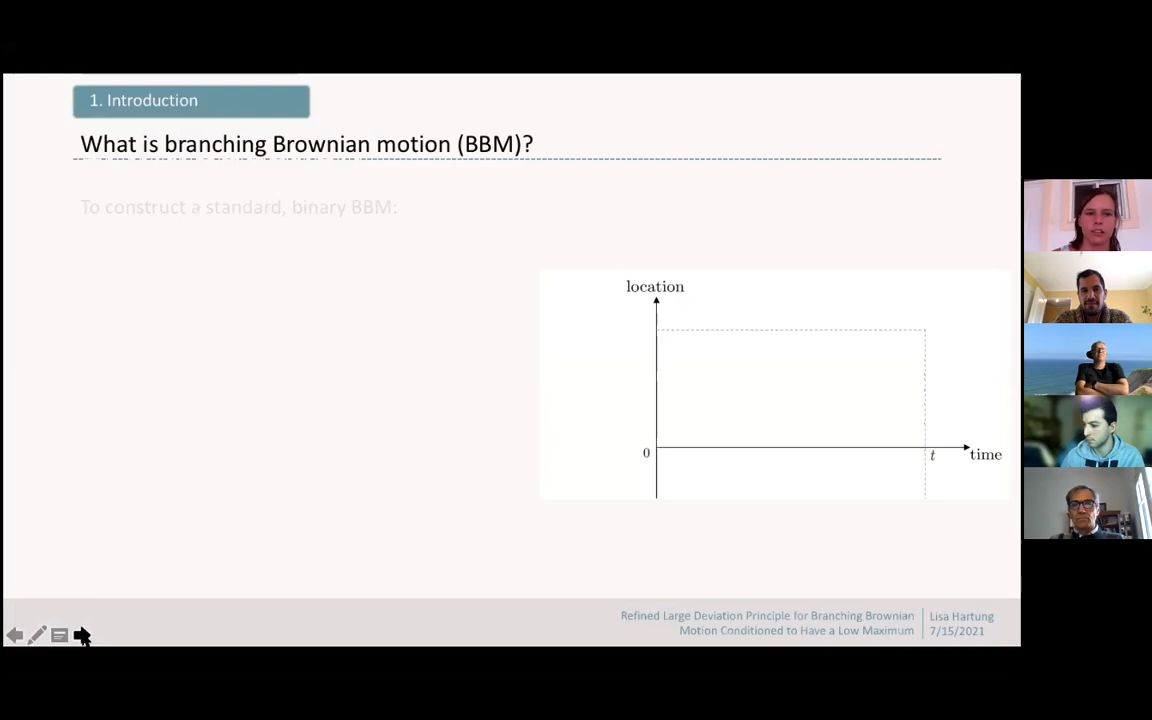 1. Introduction
What is branching Brownian motion (BBM)?
To construct a standard, binary BBM:
location
0
t
time
Refined Large Deviation Principle for Branching Brownian
Motion Conditioned to Have a Low Maximum
Lisa Hartung
7/15/2021